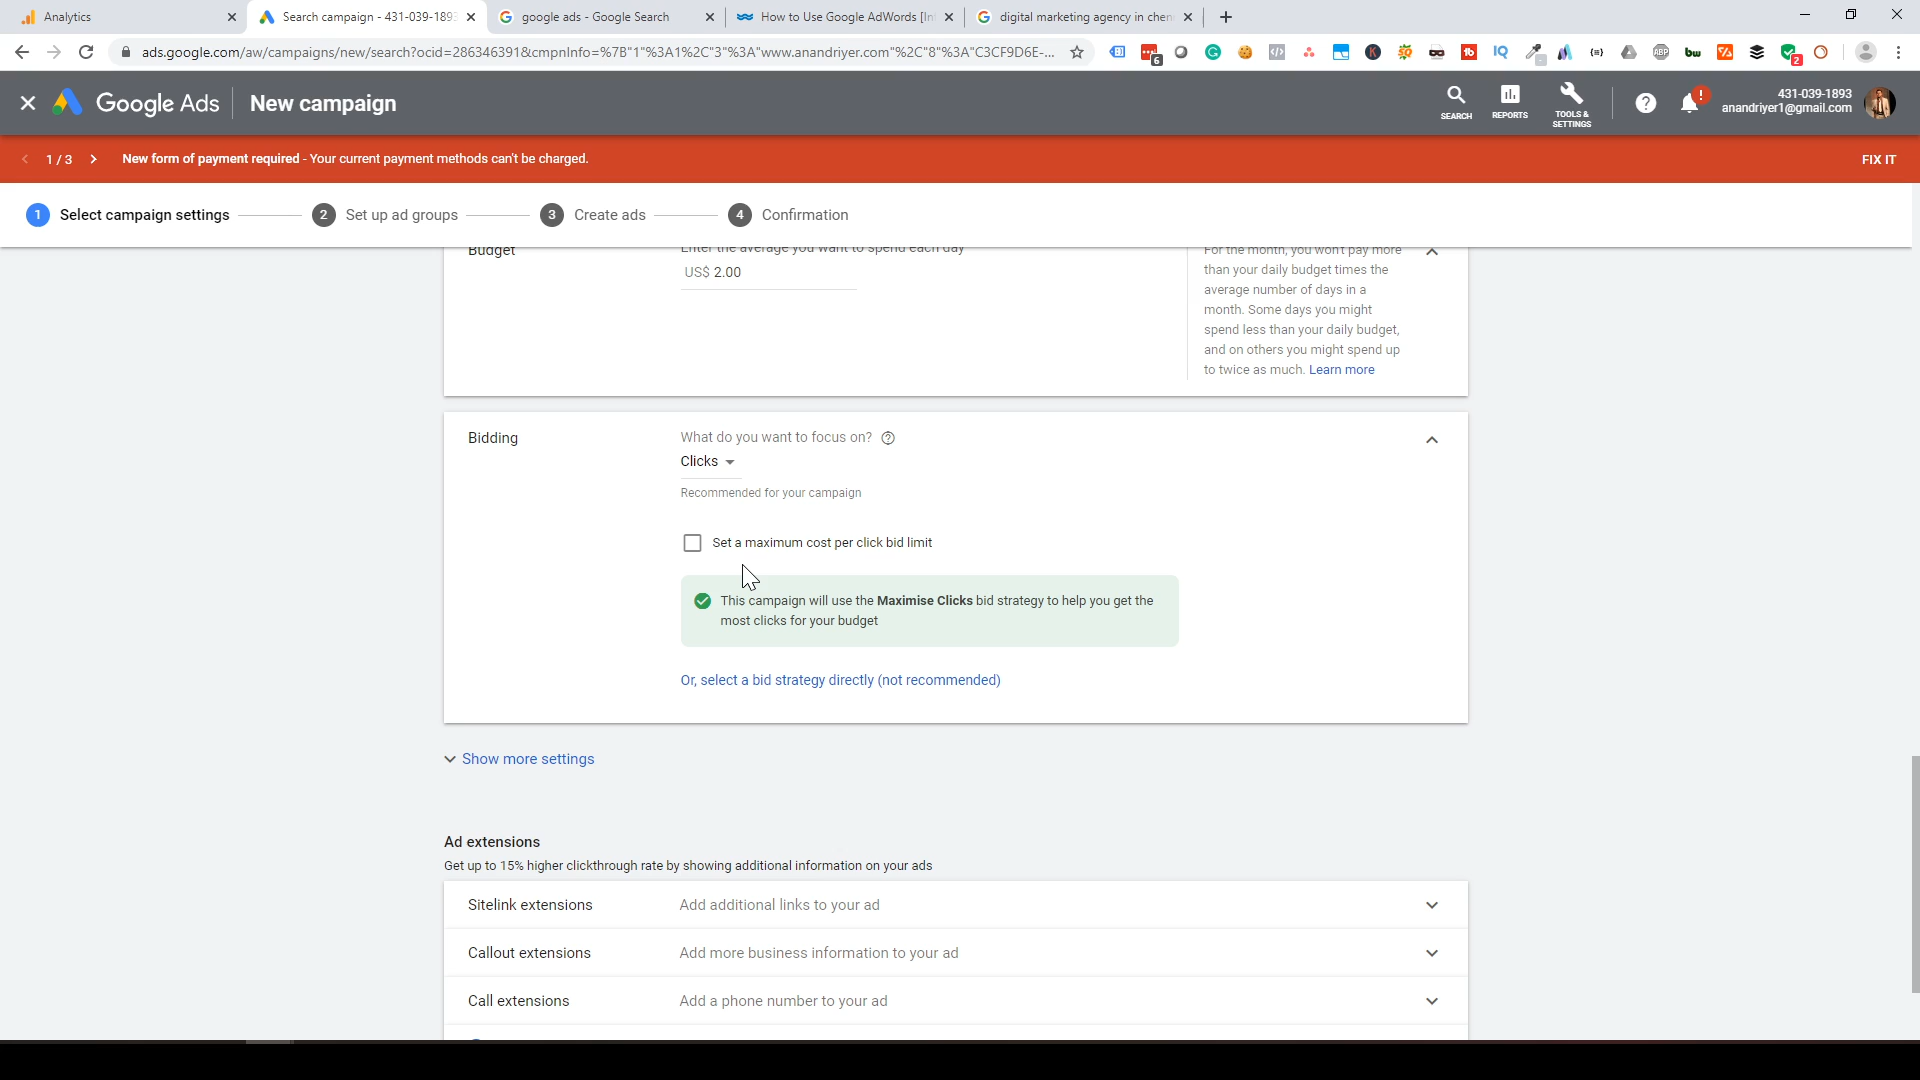 Analytics
Search campaign - 431-039-189
google ads - Google Search
How to Use Google AdWords [In
digital marketing agency in chen
ads.google.com/aw/campaigns/new/search?ocid=286346391&cmpnInfo=%7B"1"%3A1%2C"3"%3A"www.anandriyer.com"%2C"8"%3A"C3CF9D6E-...
Google Ads
New campaign
SEARCH
REPORTS
TOOLS & SETTINGS
431-039-1893
anandriyer1@gmail.com
1 / 3
New form of payment required - Your current payment methods can't be charged.
FIX IT
1 Select campaign settings
2 Set up ad groups
3 Create ads
4 Confirmation
Budget
Enter the average you want to spend each day
US$ 2.00
For the month, you won't pay more
than your daily budget times the
average number of days in a
month. Some days you might
spend less than your daily budget,
and on others you might spend up
to twice as much. Learn more
Bidding
What do you want to focus on?
Clicks
Recommended for your campaign
Set a maximum cost per click bid limit
This campaign will use the Maximise Clicks bid strategy to help you get the
most clicks for your budget
Or, select a bid strategy directly (not recommended)
Show more settings
Ad extensions
Get up to 15% higher clickthrough rate by showing additional information on your ads
Sitelink extensions
Add additional links to your ad
Callout extensions
Add more business information to your ad
Call extensions
Add a phone number to your ad